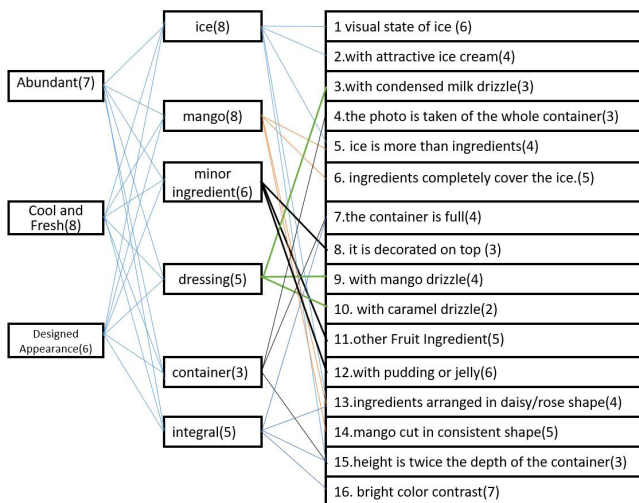 Abundant(7)
Cool and
Fresh(8)
Designed
Appearance(6)
ice(8)
mango(8)
minor
ingredient(6)
dressing(5)
container(3)
integral(5)
1 visual state of ice (6)
2.with attractive ice cream(4)
3.with condensed milk drizzle(3)
4.the photo is taken of the whole container(3)
5. ice is more than ingredients(4)
6. ingredients completely cover the ice.(5)
7.the container is full(4)
8. it is decorated on top (3)
9. with mango drizzle(4)
10. with caramel drizzle(2)
11.other Fruit Ingredient(5)
12.with pudding or jelly(6)
13.ingredients arranged in daisy/rose shape(4)
14.mango cut in consistent shape(5)
15.height is twice the depth of the container(3)
16. bright color contrast(7)